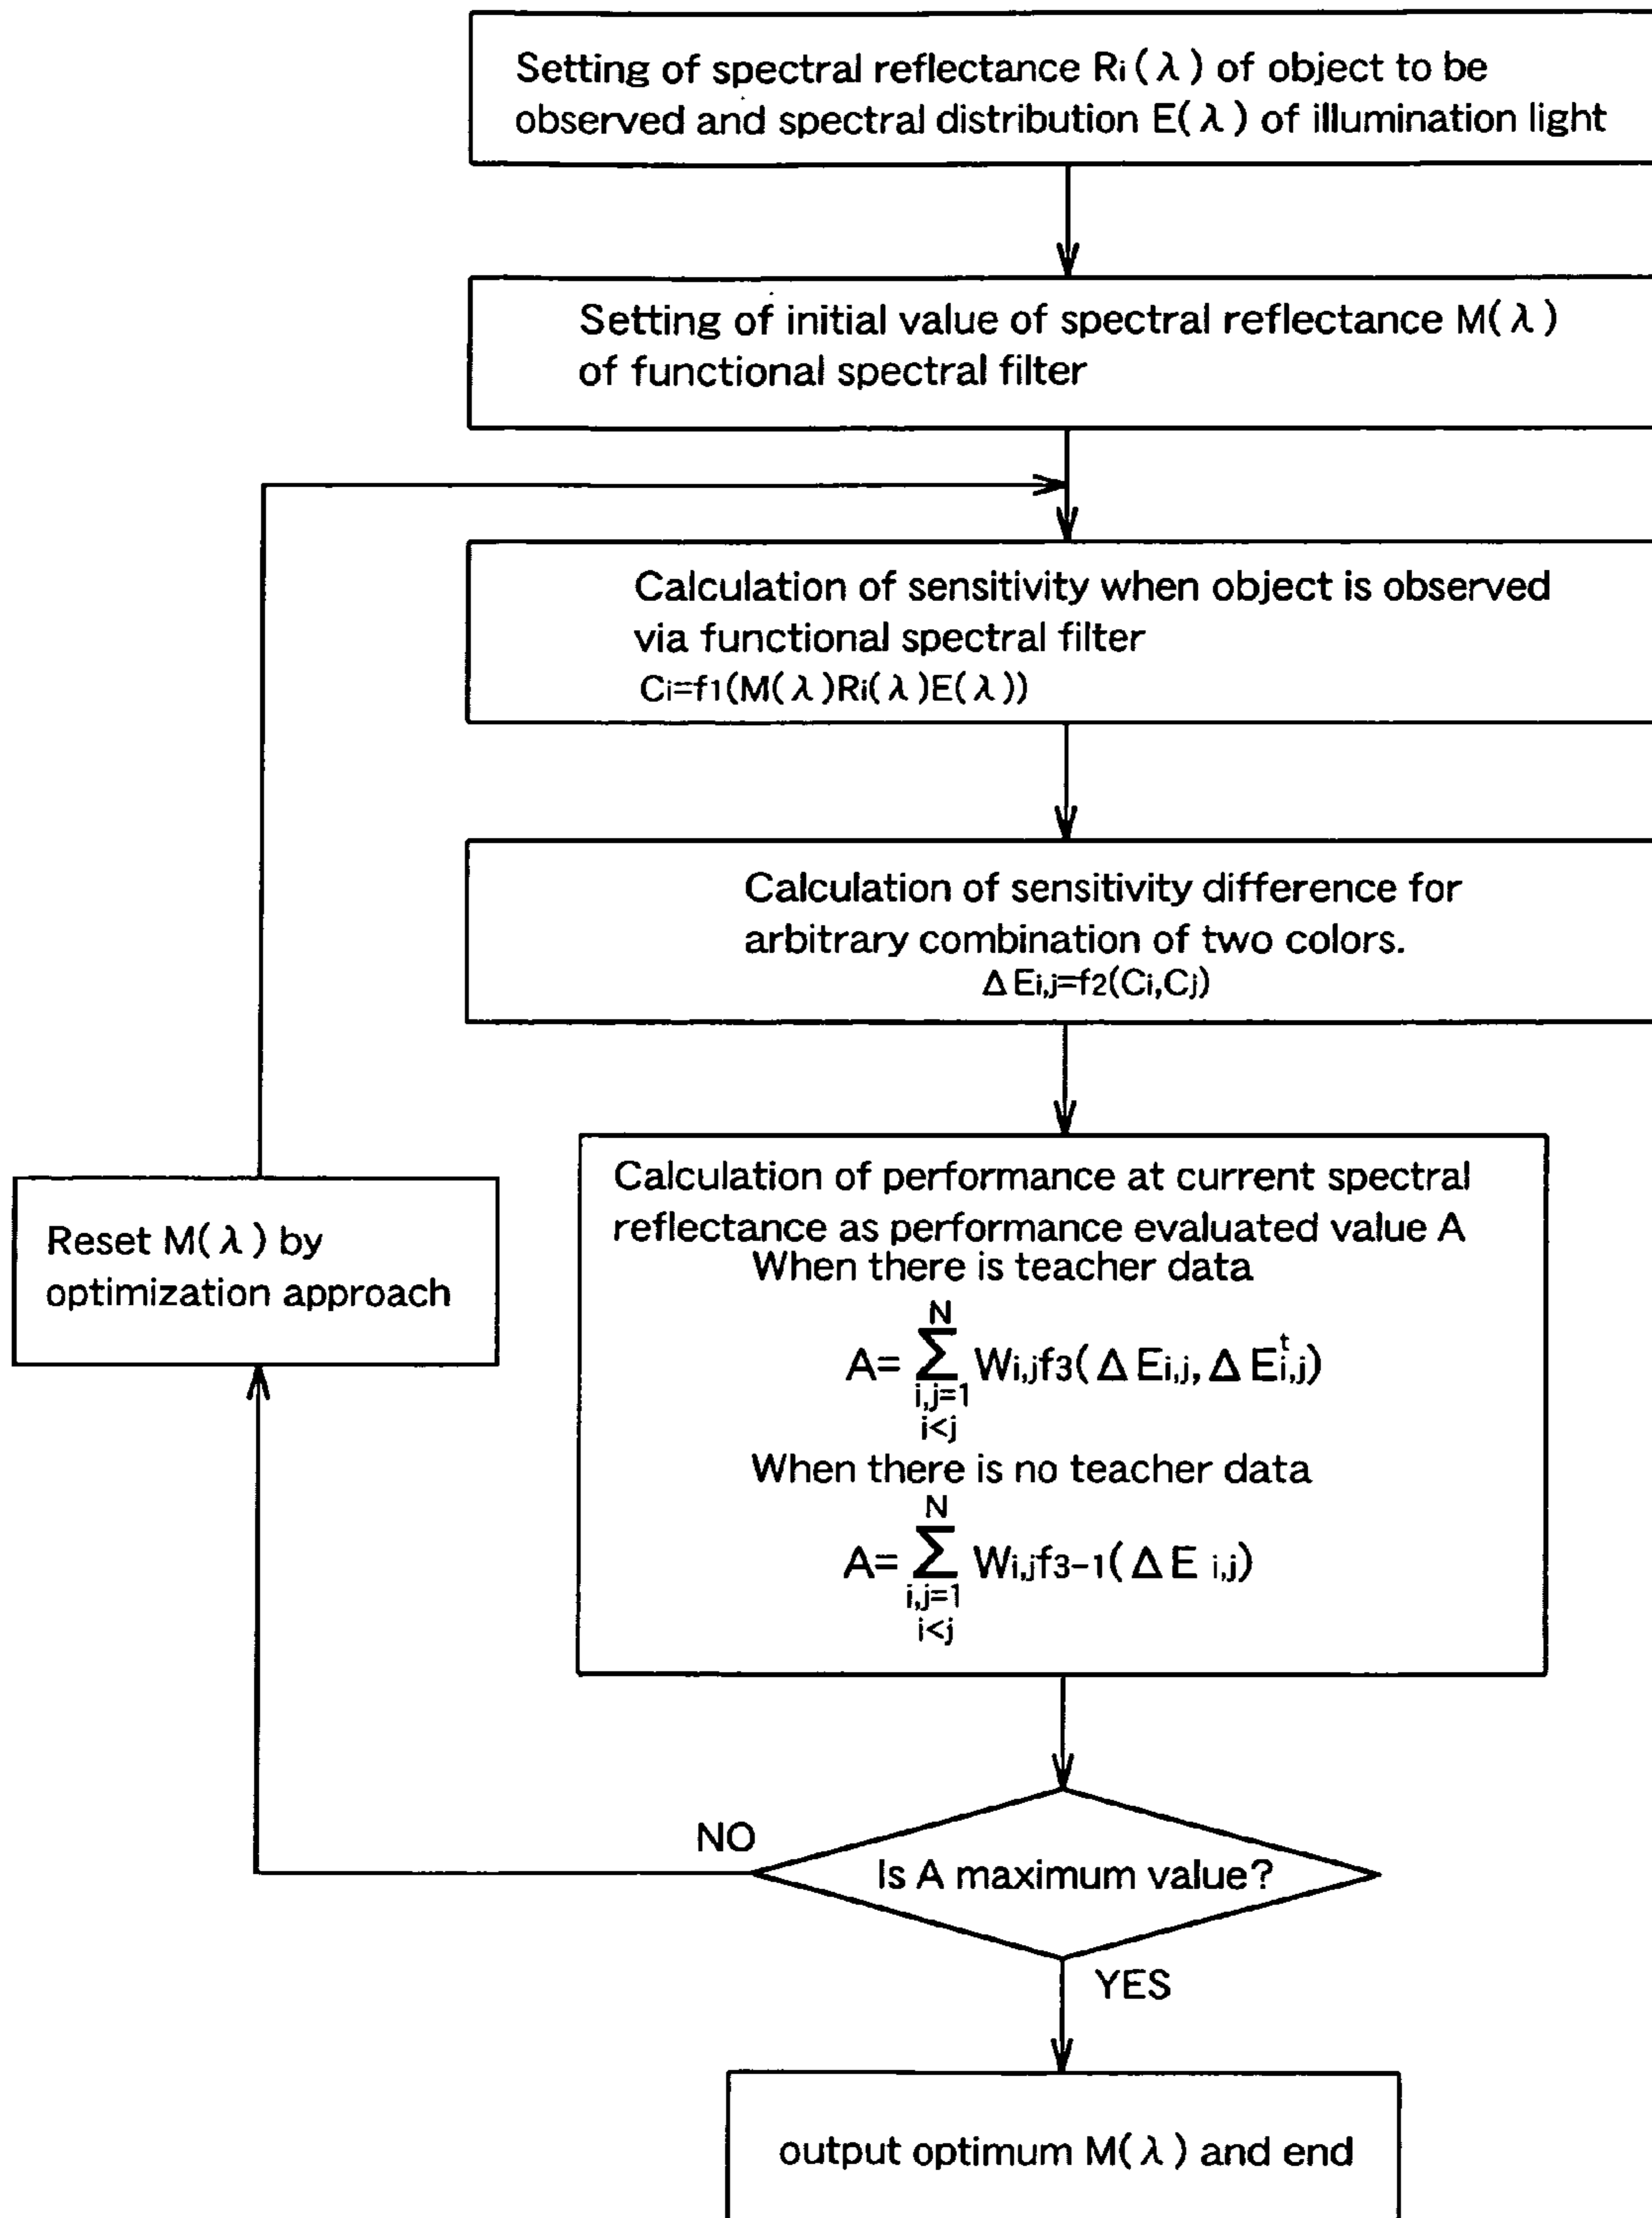 Setting of spectral reflectance Ri(λ) of object to be
observed and spectral distribution E(λ) of illumination light
Setting of initial value of spectral reflectance M(λ)
of functional spectral filter
Calculation of sensitivity when object is observed
via functional spectral filter
Ci=f1(M(λ)Ri(λ)E(λ))
Calculation of sensitivity difference for
arbitrary combination of two colors.
ΔEi,j=f2(Ci,Cj)
Calculation of performance at current spectral
reflectance as performance evaluated value A
When there is teacher data
N
A=∑Wi,jf3(ΔEi,j,ΔE^t i,j)
i,j=1
i<j
When there is no teacher data
N
A=∑Wi,jf3-1(ΔE i,j)
i,j=1
i<j
Reset M(λ) by
optimization approach
NO
Is A maximum value?
YES
output optimum M(λ) and end